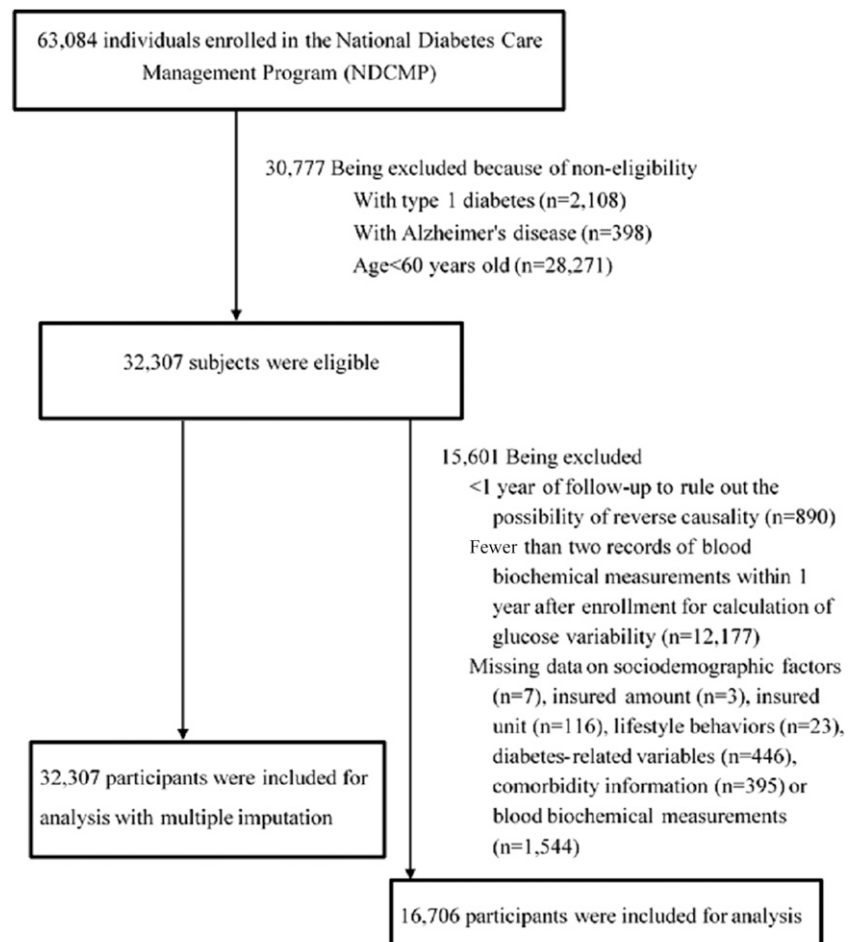 63,084 individuals enrolled in the National Diabetes Care
Management Program (NDCMP)
30,777 Being excluded because of non-eligibility
With type 1 diabetes (n=2,108)
With Alzheimer's disease (n=398)
Age<60 years old (n=28,271)
32,307 subjects were eligible
15,601 Being excluded
<1 year of follow-up to rule out the
possibility of reverse causality (n=890)
Fewer than two records of blood
biochemical measurements within 1
year after enrollment for calculation of
glucose variability (n=12,177)
Missing data on sociodemographic factors
(n=7), insured amount (n=3), insured
unit (n=116), lifestyle behaviors (n=23),
diabetes-related variables (n=446),
comorbidity information (n=395) or
blood biochemical measurements
(n=1,544)
32,307 participants were included for
analysis with multiple imputation
16,706 participants were included for analysis